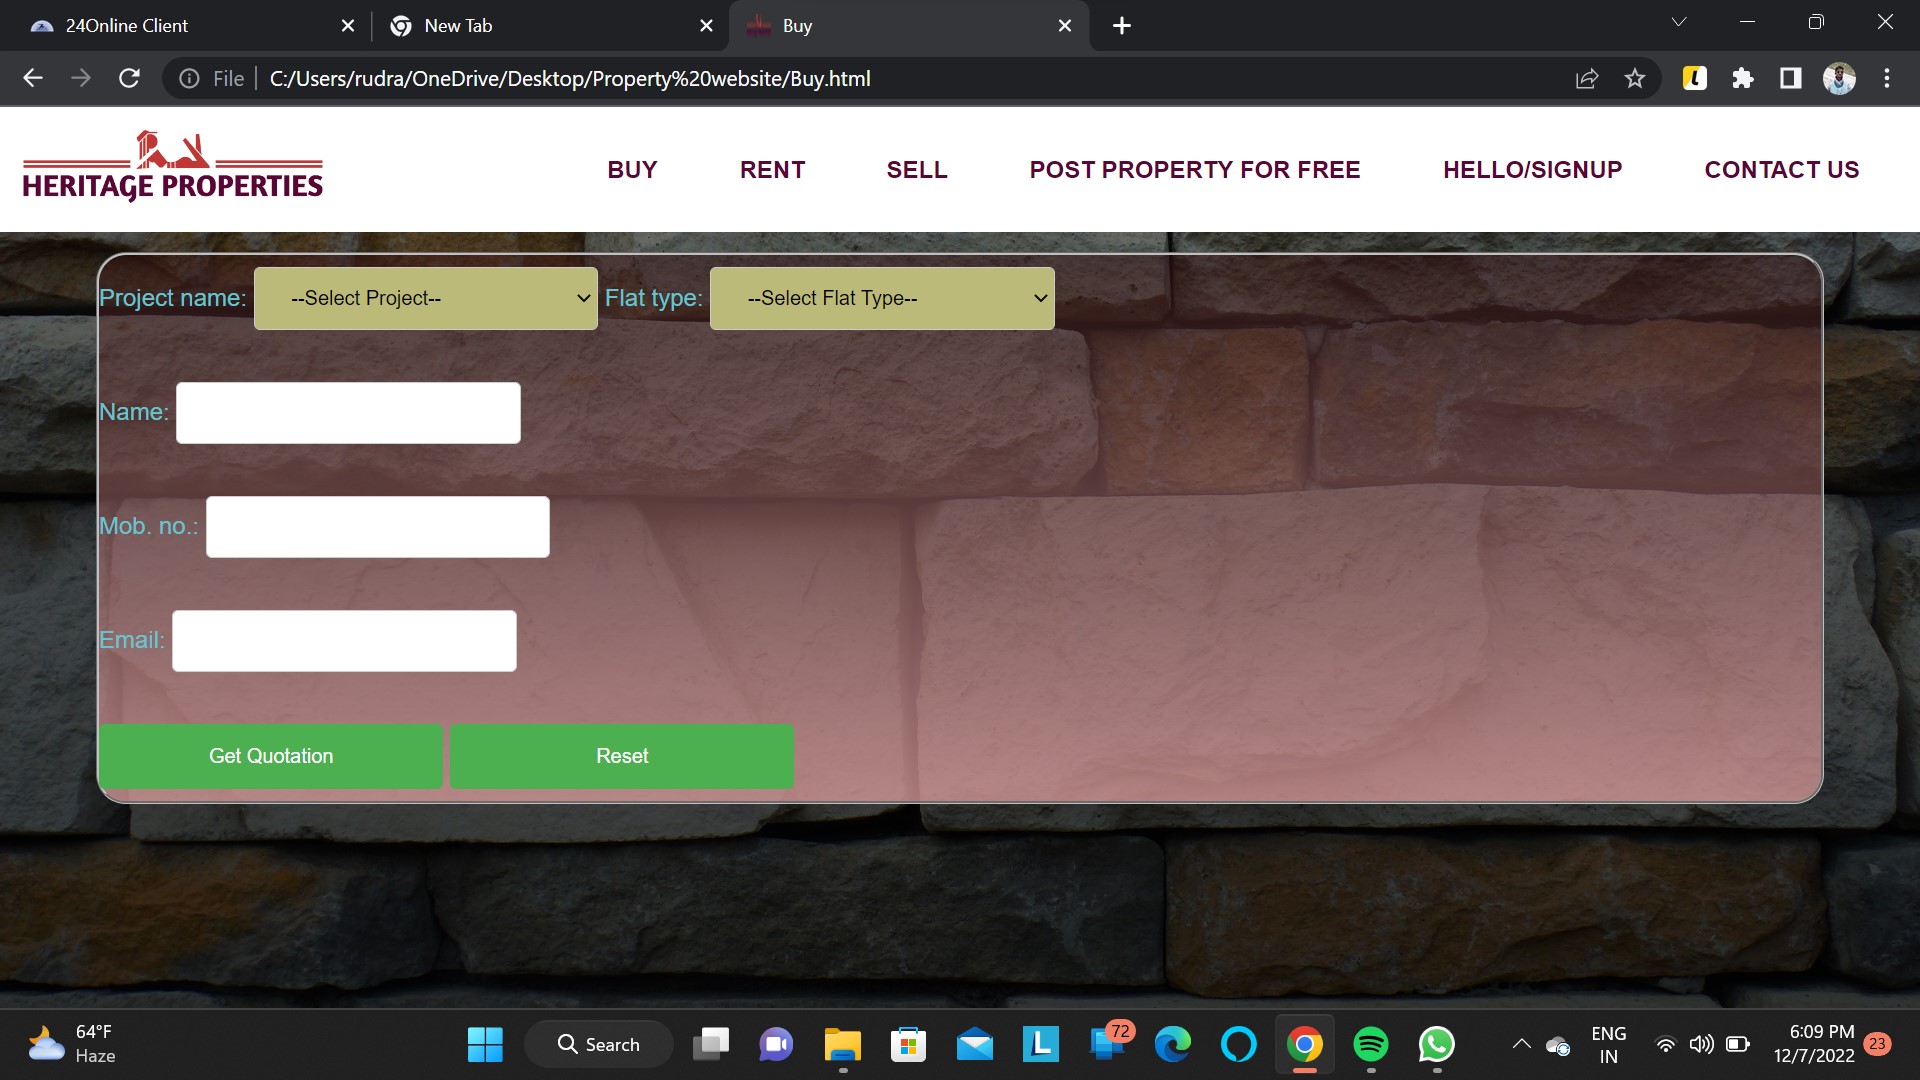 24Online Client
New Tab
Buy
File
C:/Users/rudra/OneDrive/Desktop/Property%20website/Buy.html
HERITAGE PROPERTIES
BUY
RENT
SELL
POST PROPERTY FOR FREE
HELLO/SIGNUP
CONTACT US
Project name: --Select Project-- Flat type: --Select Flat Type--
Name:
Mob. no.:
Email:
Get Quotation
Reset
64°F
Haze
Search
L
72
ENG
IN
6:09 PM
12/7/2022
23